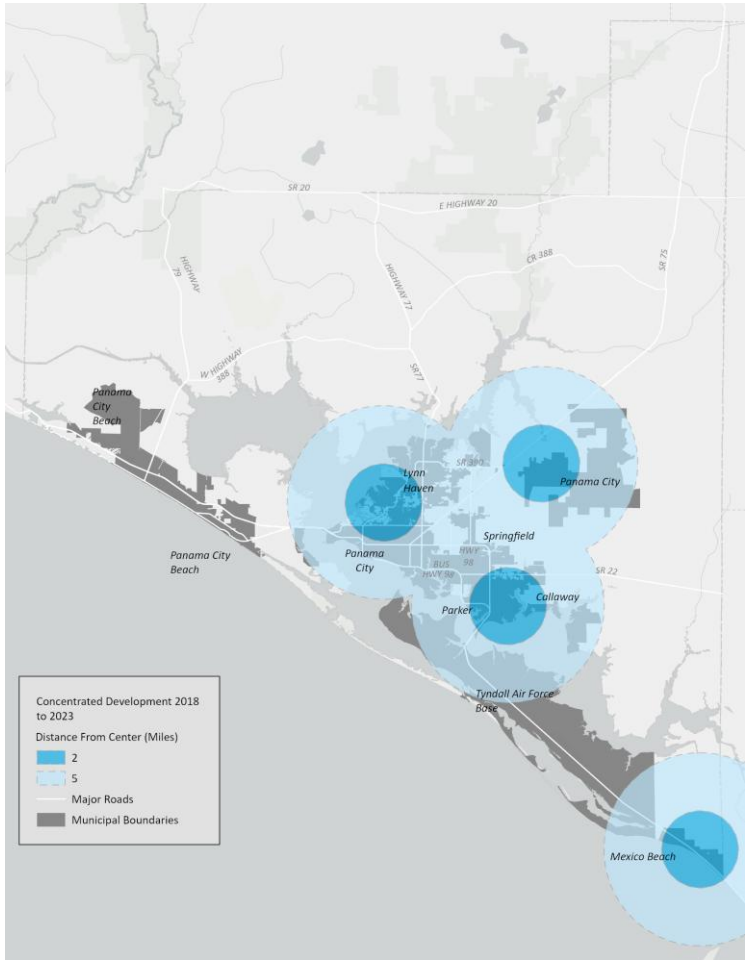 SR 20
E HIGHWAY 20
HIGHWAY
79
HIGHWAY 77
CR 388
SR 75
W HIGHWAY
388
SR77
Panama
City
Beach
Lynn
Haven
SR 390
Panama City
Springfield
Panama City
Beach
Panama
City
HWY
98
BUS
HWY 98
SR 22
Parker
Callaway
Tyndall Air Force
Base
Mexico Beach
Concentrated Development 2018
to 2023
Distance From Center (Miles)
2
5
Major Roads
Municipal Boundaries